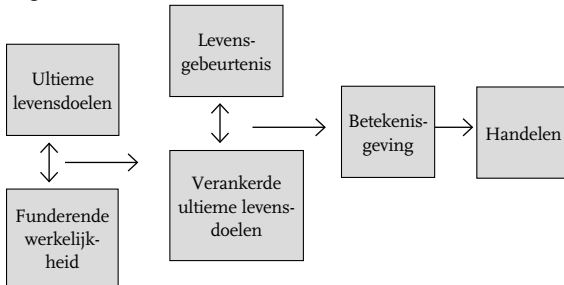 Ultieme
levensdoelen
Funderende
werkelijk-
heid
Levens-
gebeurtenis
Verankerde
ultieme levens-
doelen
Betekenis-
geving
Handelen